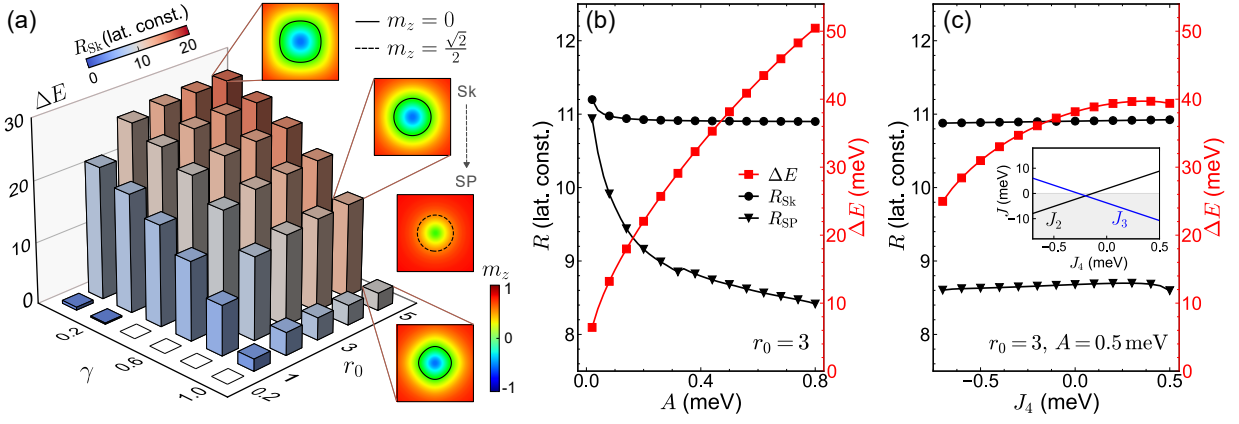 (a)
R_Sk (lat. const.)
0 10 20
ΔE
30
20
10
0
0.2
0.6
1.0
γ
0.2
1
3
5
r_0
m_z = 0
m_z = √2/2
Sk
SP
m_z
1
0
-1
(b)
12
11
10
9
8
R (lat. const.)
ΔE
R_Sk
R_SP
r_0 = 3
0.0 0.2 0.4 0.6 0.8
A (meV)
50
40
30
20
10
0
ΔE (meV)
(c)
12
11
10
9
8
R (lat. const.)
10
0
−10
J (meV)
J_2
J_3
−0.5 0.0 0.5
J_4 (meV)
r_0 = 3, A = 0.5 meV
−0.5 0.0 0.5
J_4 (meV)
50
40
30
20
10
0
ΔE (meV)